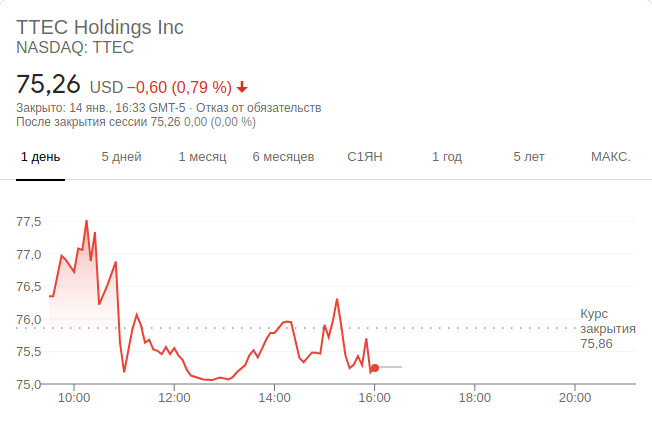 TTEC Holdings Inc
NASDAQ: TTEC
75,26 USD −0,60 (0,79 %)
Закрыто: 14 янв., 16:33 GMT-5 · Отказ от обязательств
После закрытия сессии 75,26 0,00 (0,00 %)
1 день 5 дней 1 месяц 6 месяцев С1ЯН 1 год 5 лет МАКС.
77,5
77,0
76,5
76,0
75,5
75,0
Курс
закрытия
75,86
10:00 12:00 14:00 16:00 18:00 20:00